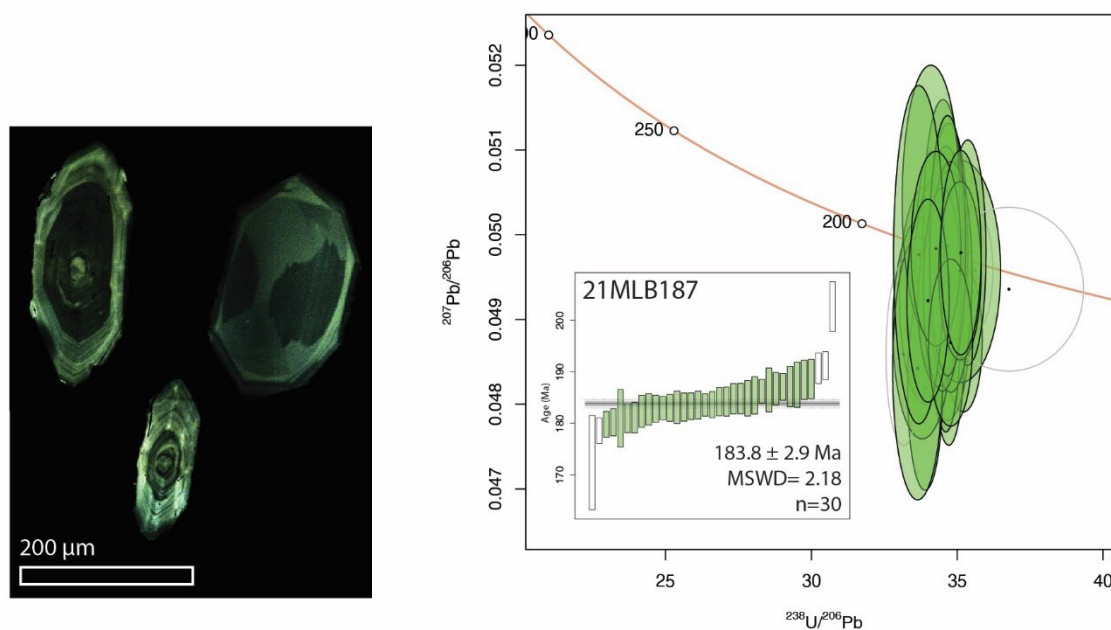 200 µm
0.052
0.051
0.050
0.049
0.048
0.047
²⁰⁷Pb/²⁰⁶Pb
00
250
200
21MLB187
Age (Ma)
200
190
180
170
183.8 ± 2.9 Ma
MSWD= 2.18
n=30
25
30
35
40
²³⁸U/²⁰⁶Pb